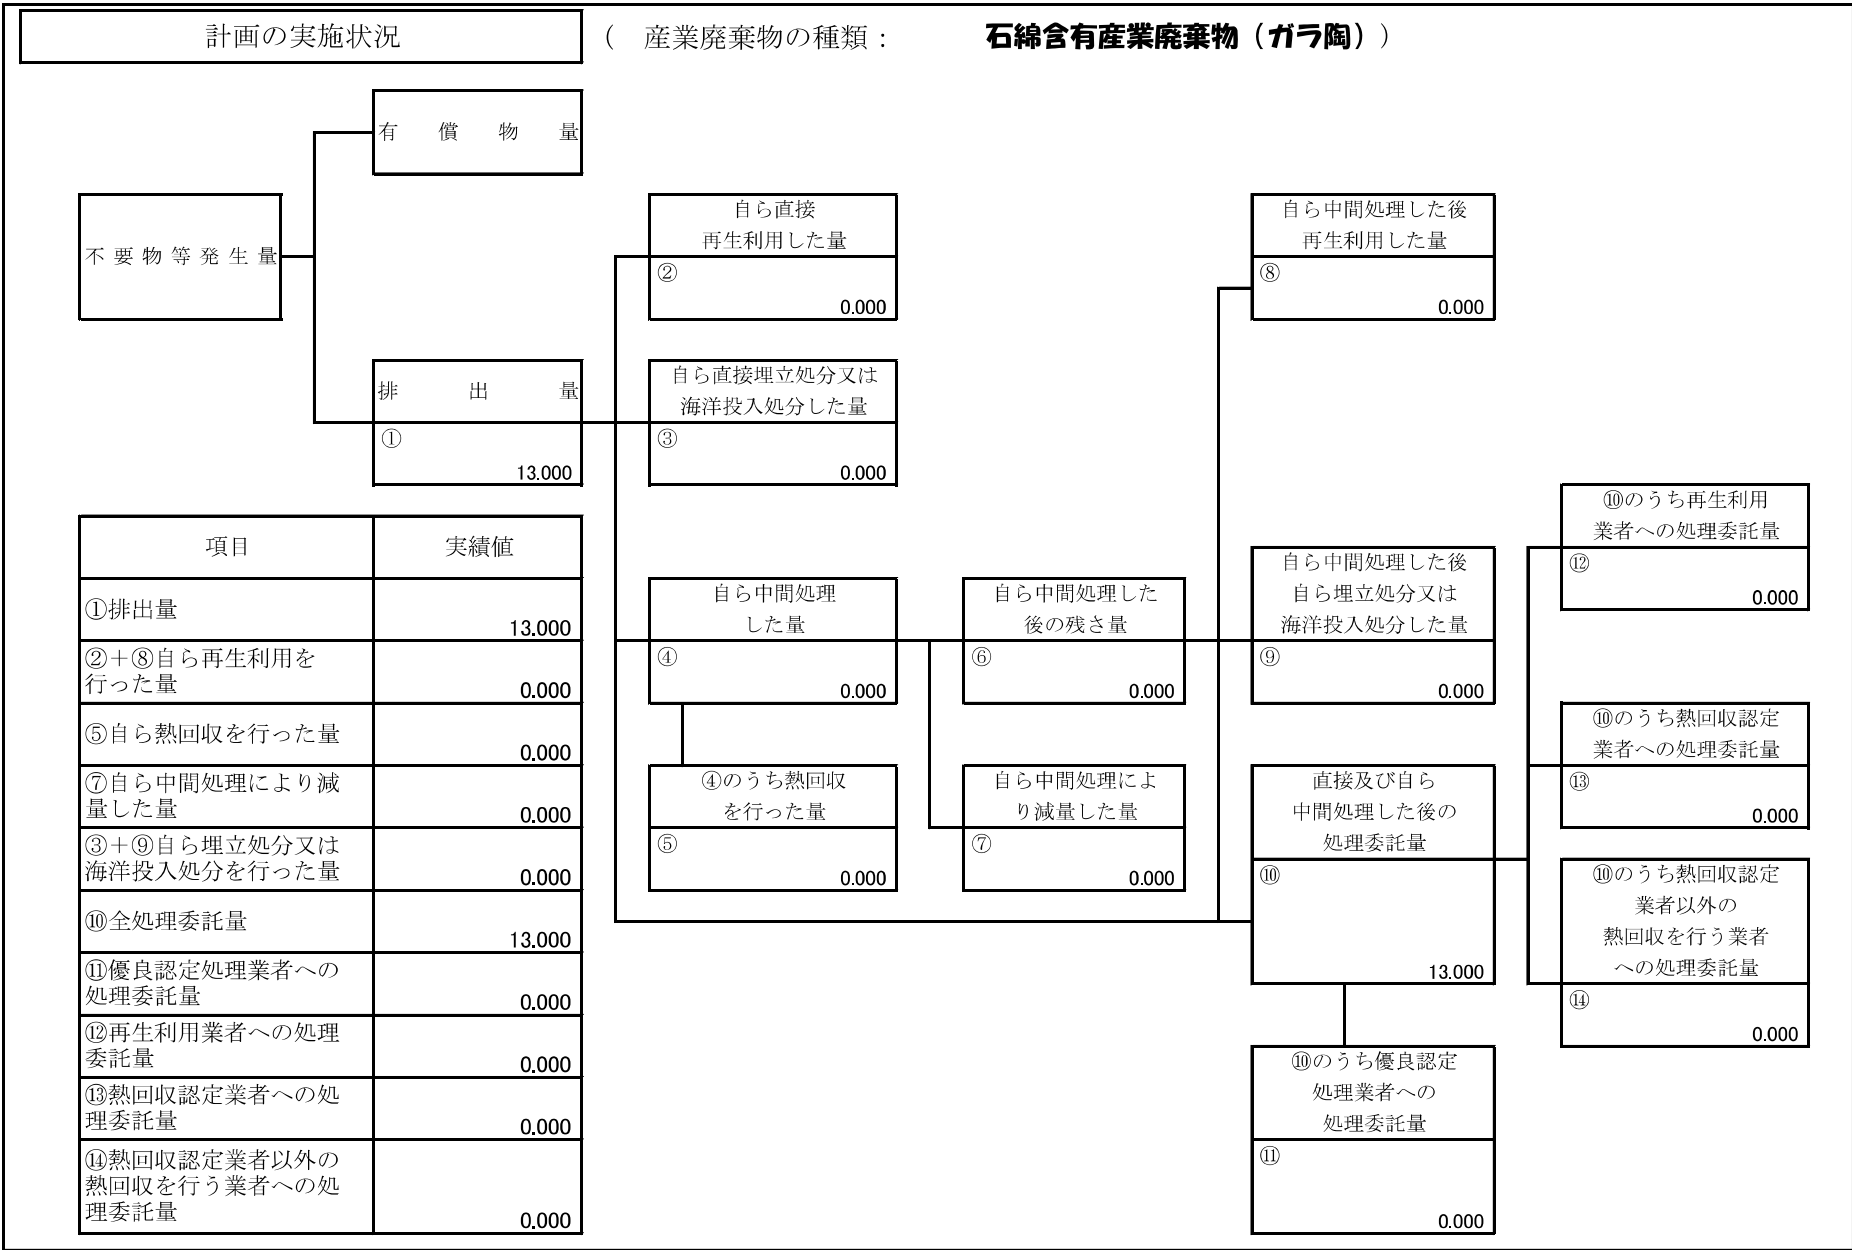 計画の実施状況
（　産業廃棄物の種類：　石綿含有産業廃棄物（ガラ陶））
有償物量
不要物等発生量
排出量
①
13.000
自ら直接
再生利用した量
②
0.000
自ら直接埋立処分又は
海洋投入処分した量
③
0.000
自ら中間処理した後
再生利用した量
⑧
0.000
自ら中間処理
した量
④
0.000
④のうち熱回収
を行った量
⑤
0.000
自ら中間処理した
後の残さ量
⑥
0.000
自ら中間処理によ
り減量した量
⑦
0.000
自ら中間処理した後
自ら埋立処分又は
海洋投入処分した量
⑨
0.000
直接及び自ら
中間処理した後の
処理委託量
⑩
13.000
⑩のうち優良認定
処理業者への
処理委託量
⑪
0.000
⑩のうち再生利用
業者への処理委託量
⑫
0.000
⑩のうち熱回収認定
業者への処理委託量
⑬
0.000
⑩のうち熱回収認定
業者以外の
熱回収を行う業者
への処理委託量
⑭
0.000
項目 実績値
①排出量
13.000
②＋⑧自ら再生利用を
行った量
0.000
⑤自ら熱回収を行った量
0.000
⑦自ら中間処理により減
量した量
0.000
③＋⑨自ら埋立処分又は
海洋投入処分を行った量
0.000
⑩全処理委託量
13.000
⑪優良認定処理業者への
処理委託量
0.000
⑫再生利用業者への処理
委託量
0.000
⑬熱回収認定業者への処
理委託量
0.000
⑭熱回収認定業者以外の
熱回収を行う業者への処
理委託量
0.000